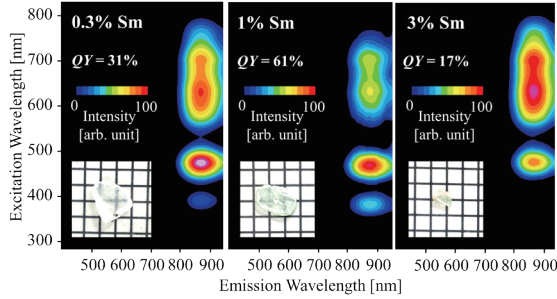 Excitation Wavelength [nm]
800
700
600
500
400
300
0.3% Sm
QY = 31%
0 100
Intensity
[arb. unit]
1% Sm
QY = 61%
0 100
Intensity
[arb. unit]
3% Sm
QY = 17%
0 100
Intensity
[arb. unit]
500 600 700 800 900
500 600 700 800 900
500 600 700 800 900
Emission Wavelength [nm]